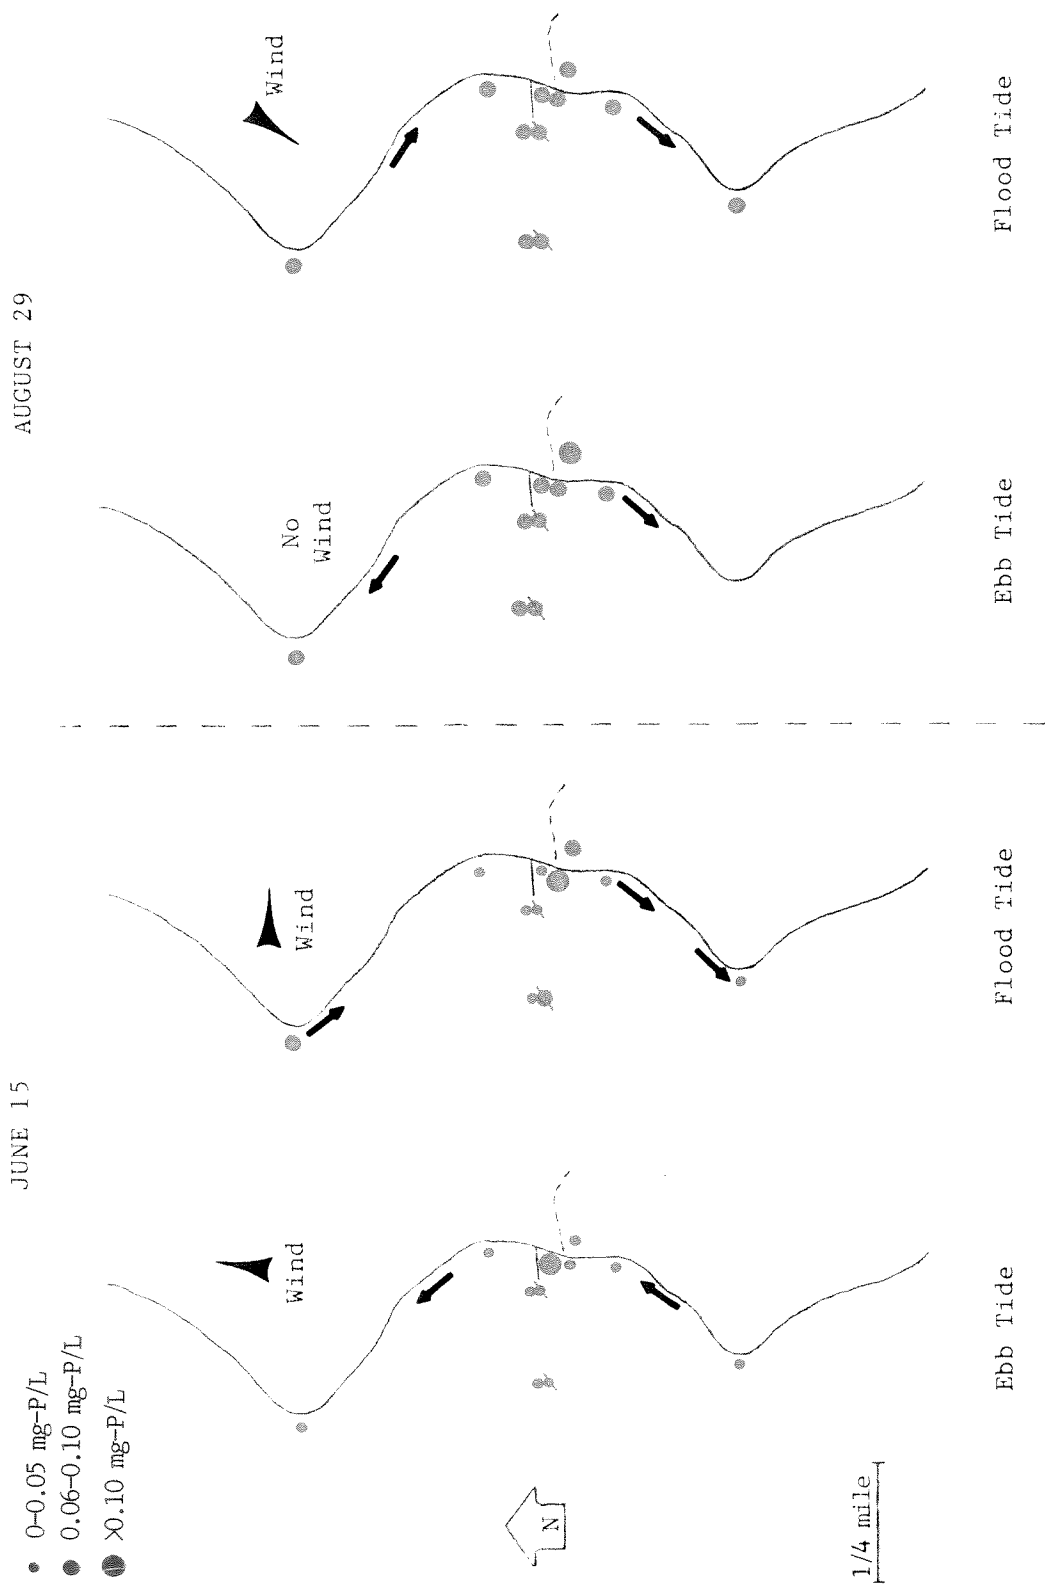 JUNE 15
AUGUST 29
0-0.05 mg-P/L
0.06-0.10 mg-P/L
>0.10 mg-P/L
Wind
Wind
No
Wind
Wind
N
1/4 mile
Ebb Tide
Flood Tide
Ebb Tide
Flood Tide